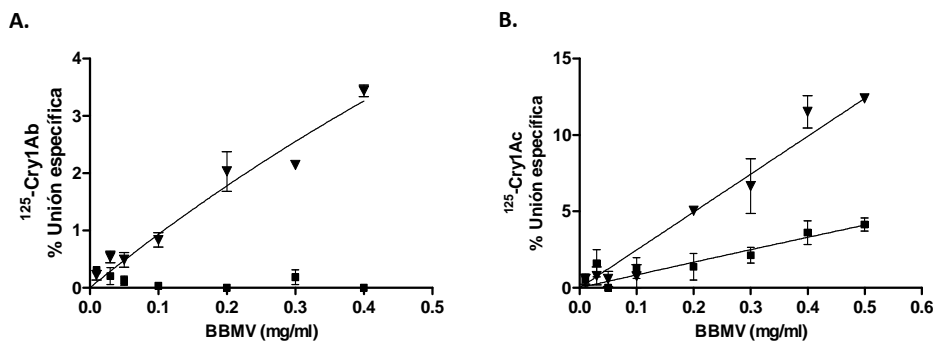 A.
¹²⁵-Cry1Ab
% Unión específica
4
3
2
1
0
0.0 0.1 0.2 0.3 0.4 0.5
BBMV (mg/ml)
B.
¹²⁵-Cry1Ac
% Unión específica
15
10
5
0
0.0 0.1 0.2 0.3 0.4 0.5 0.6
BBMV (mg/ml)